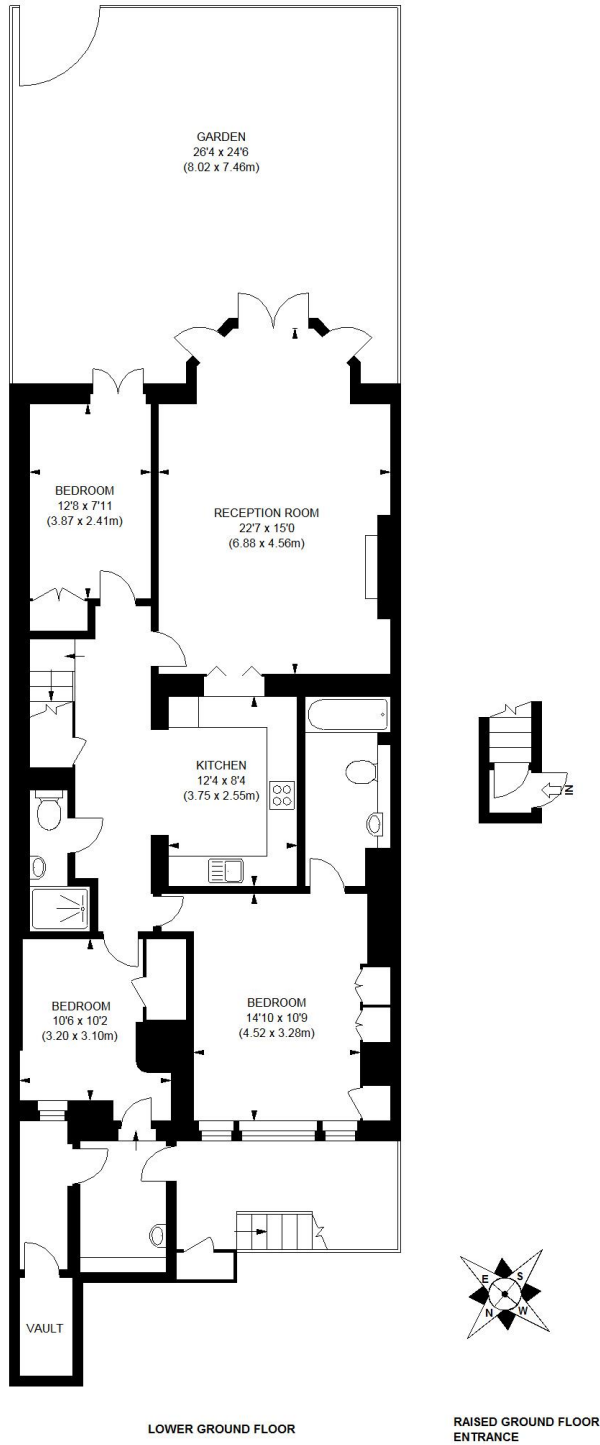 GARDEN
26'4 x 24'6
(8.02 x 7.46m)
BEDROOM
12'8 x 7'11
(3.87 x 2.41m)
RECEPTION ROOM
22'7 x 15'0
(6.88 x 4.56m)
KITCHEN
12'4 x 8'4
(3.75 x 2.55m)
IN
BEDROOM
10'6 x 10'2
(3.20 x 3.10m)
BEDROOM
14'10 x 10'9
(4.52 x 3.28m)
VAULT
E S
N W
LOWER GROUND FLOOR
RAISED GROUND FLOOR
ENTRANCE